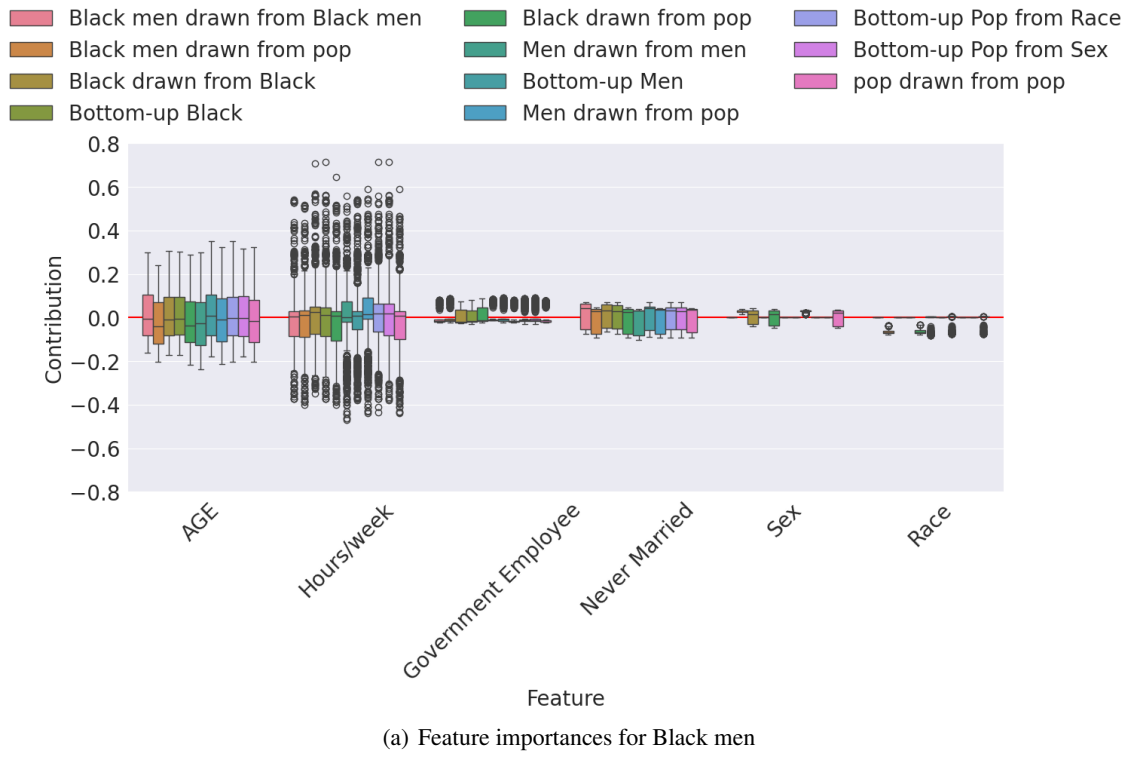 Black men drawn from Black men
Black men drawn from pop
Black drawn from Black
Bottom-up Black
Black drawn from pop
Men drawn from men
Bottom-up Men
Men drawn from pop
Bottom-up Pop from Race
Bottom-up Pop from Sex
pop drawn from pop
Contribution
0.8
0.6
0.4
0.2
0.0
−0.2
−0.4
−0.6
−0.8
AGE
Hours/week
Government Employee
Never Married
Sex
Race
Feature
(a) Feature importances for Black men